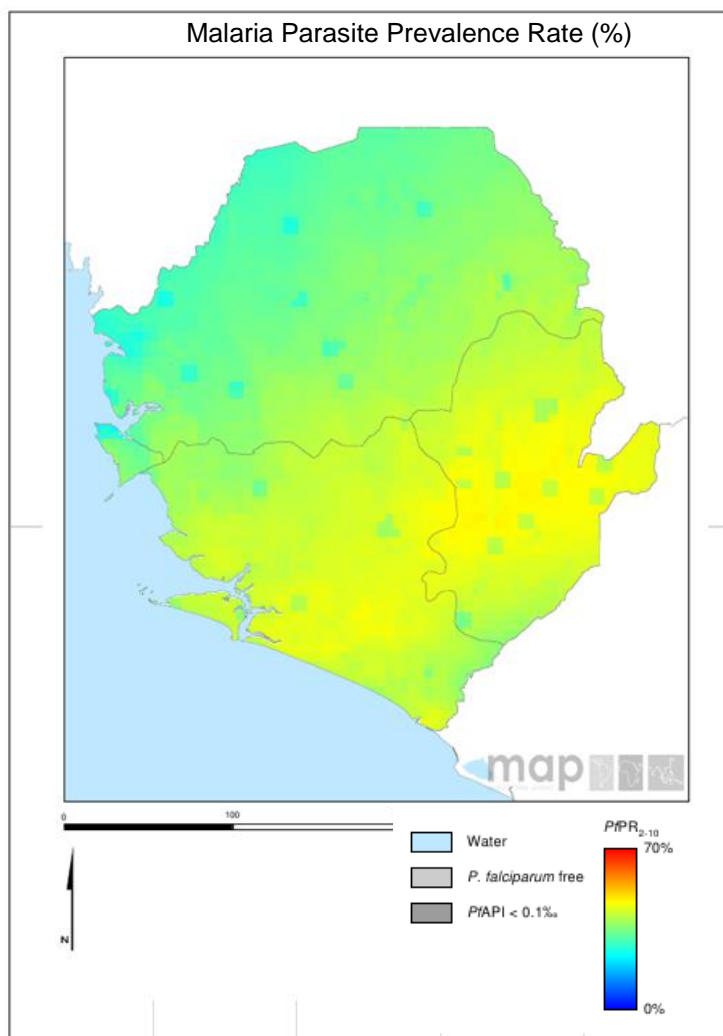 Malaria Parasite Prevalence Rate (%)
map
0
100
Water
P. falciparum free
PfAPI < 0.1‰
PfPR2-10
70%
0%
N